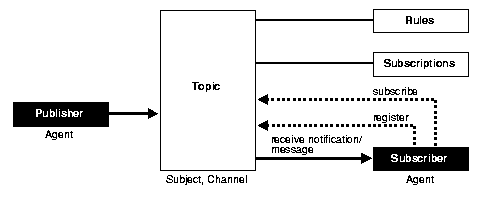 Rules
Subscriptions
Topic
subscribe
Publisher
register
Agent
receive notification/
message
Subscriber
Subject, Channel
Agent